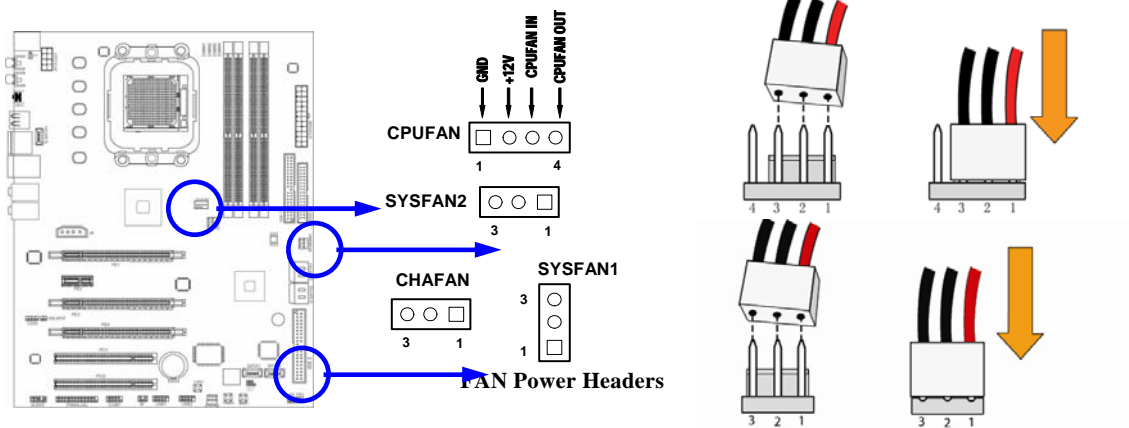 GND
+12V
CPUFAN IN
CPUFAN OUT
CPUFAN
1 4
SYSFAN2
3 1
SYSFAN1
3
1
CHAFAN
3 1
FAN Power Headers
4 3 2 1
4 3 2 1
3 2 1
3 2 1